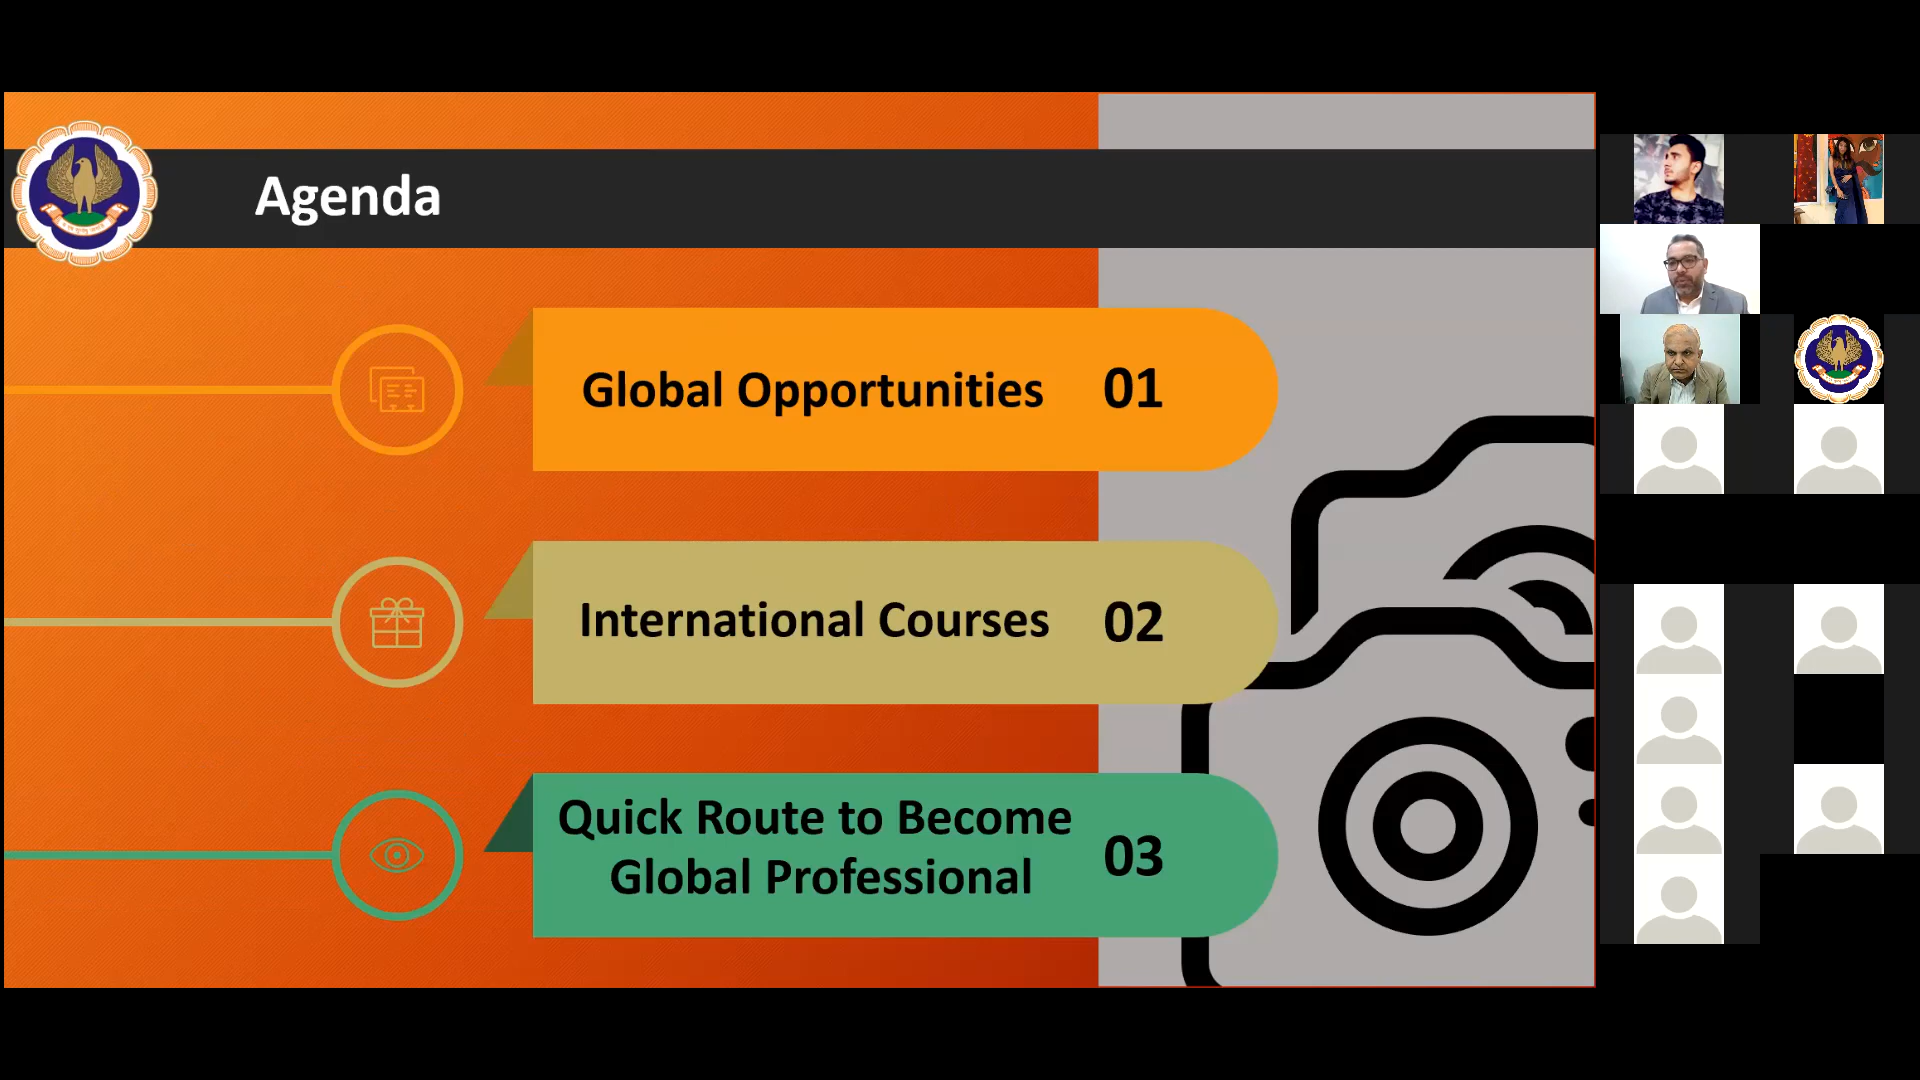 Agenda
Global Opportunities 01
International Courses 02
Quick Route to Become
Global Professional 03